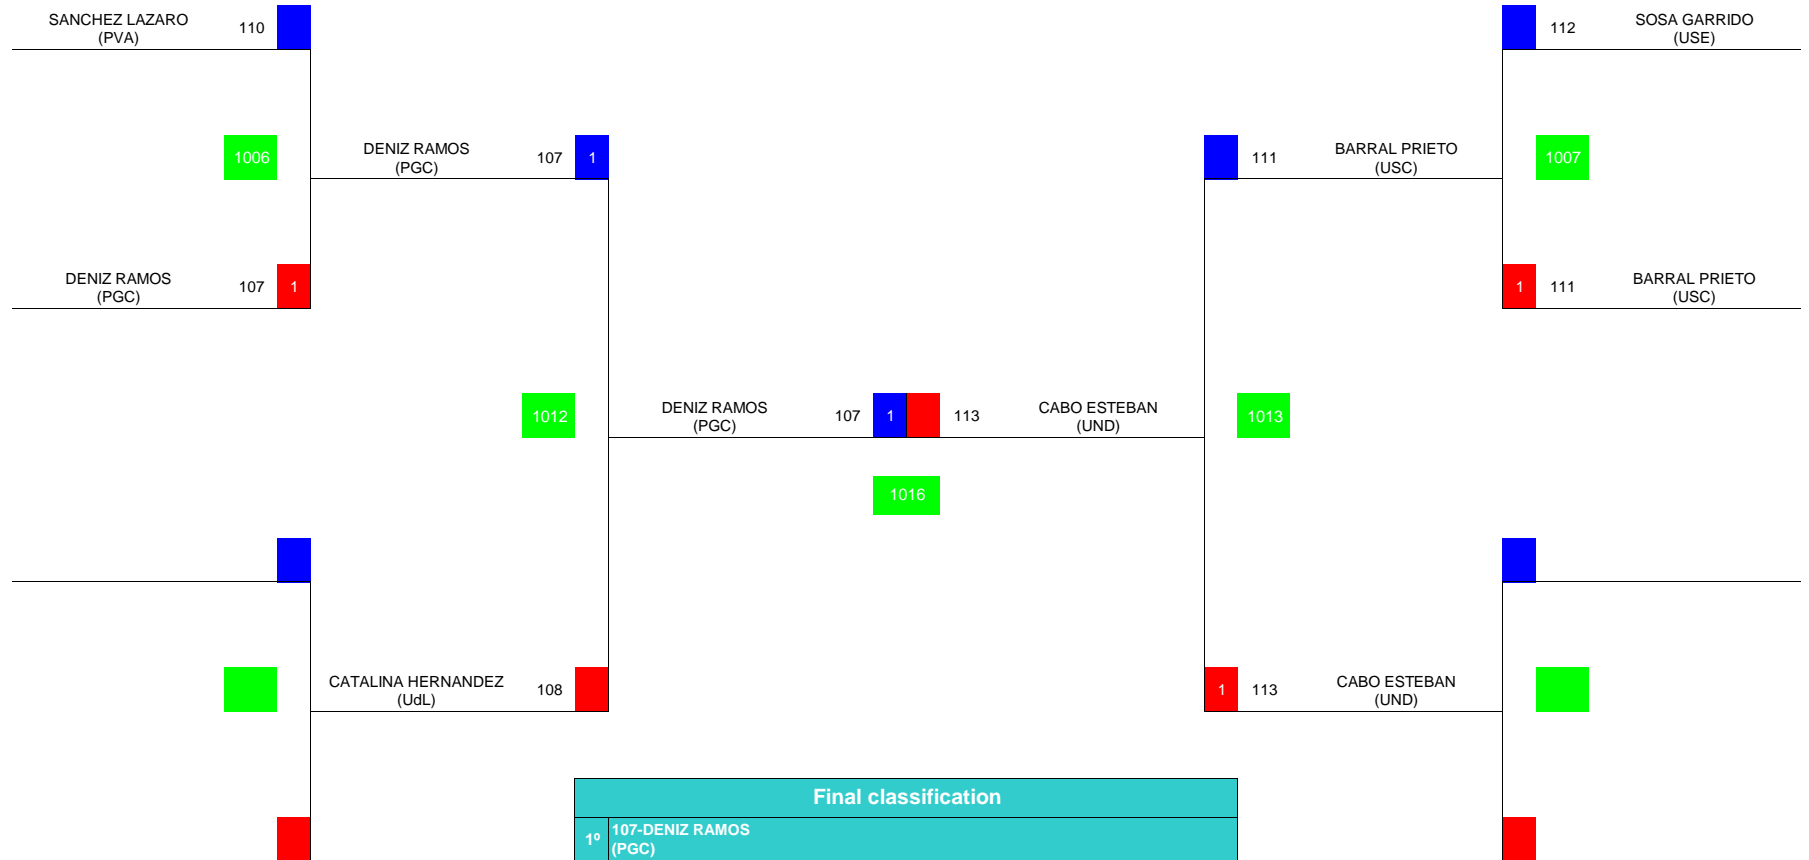 SANCHEZ LAZARO
(PVA)
110
112
SOSA GARRIDO
(USE)
1006
DENIZ RAMOS
(PGC)
107
1
111
BARRAL PRIETO
(USC)
1007
DENIZ RAMOS
(PGC)
107
1
1
111
BARRAL PRIETO
(USC)
1012
DENIZ RAMOS
(PGC)
107
1
113
CABO ESTEBAN
(UND)
1013
1016
CATALINA HERNANDEZ
(UdL)
108
1
113
CABO ESTEBAN
(UND)
Final classification
1º
107-DENIZ RAMOS
(PGC)